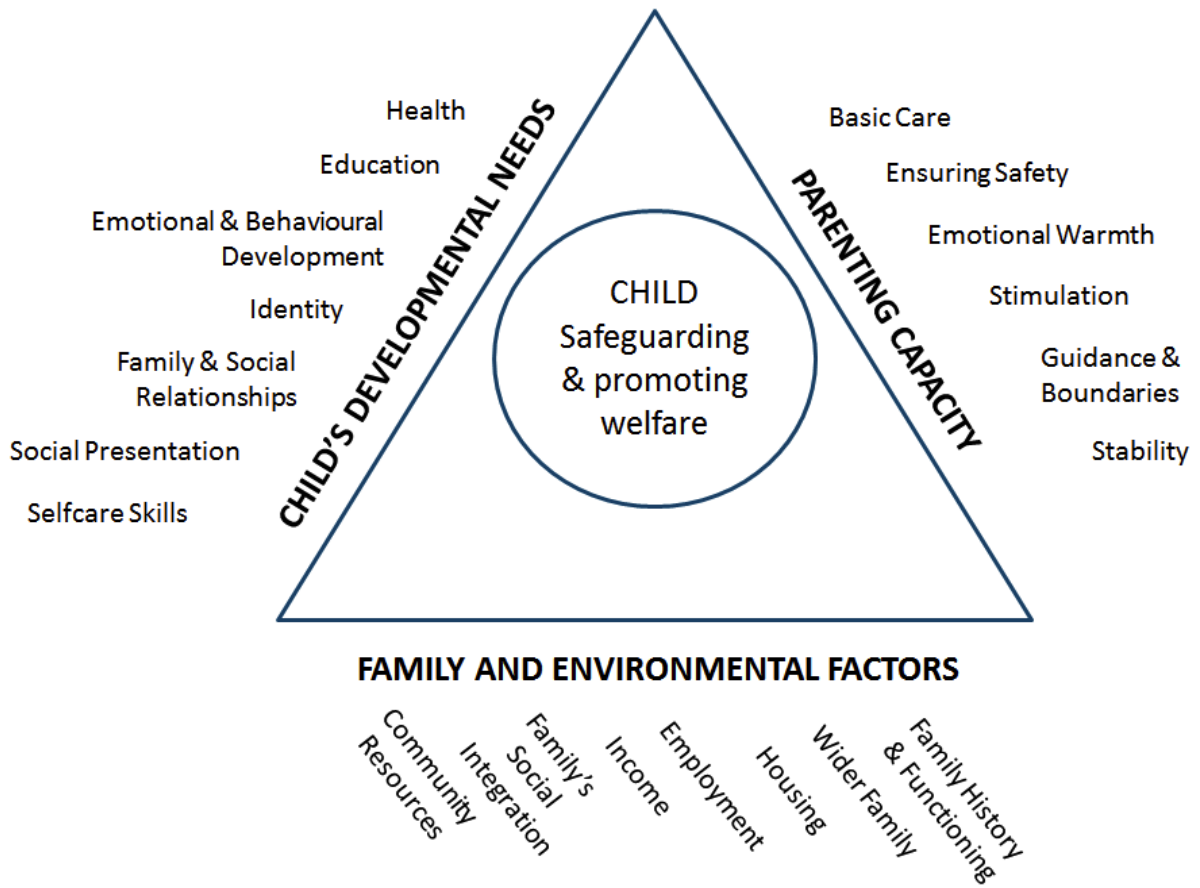 Health
Education
Emotional & Behavioural
Development
Identity
Family & Social
Relationships
Social Presentation
Selfcare Skills
CHILD'S DEVELOPMENTAL NEEDS
CHILD
Safeguarding
& promoting
welfare
PARENTING CAPACITY
Basic Care
Ensuring Safety
Emotional Warmth
Stimulation
Guidance &
Boundaries
Stability
FAMILY AND ENVIRONMENTAL FACTORS
Community
Resources
Family's
Social
Integration
Income
Employment
Housing
Wider Family
Family History
& Functioning